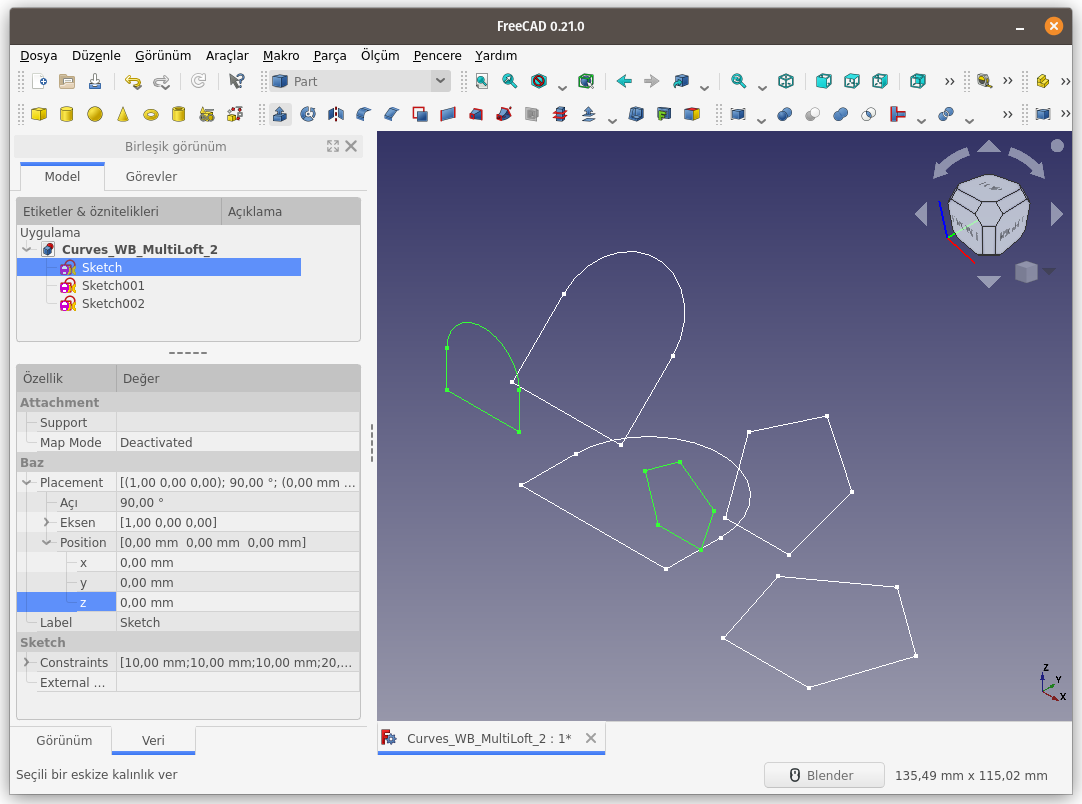 FreeCAD 0.21.0
Dosya Düzenle Görünüm Araçlar Makro Parça Ölçüm Pencere Yardım
Part
Birleşik görünüm
Model Görevler
Etiketler & öznitelikleri Açıklama
Uygulama
Curves_WB_MultiLoft_2
Sketch
Sketch001
Sketch002
Özellik Değer
Attachment
Support
Map Mode Deactivated
Baz
Placement [(1,00 0,00 0,00); 90,00 °; (0,00 mm ...
Açı 90,00 °
Eksen [1,00 0,00 0,00]
Position [0,00 mm 0,00 mm 0,00 mm]
x 0,00 mm
y 0,00 mm
z 0,00 mm
Label Sketch
Sketch
Constraints [10,00 mm;10,00 mm;10,00 mm;20,...
External ...
Z
Y
X
Görünüm Veri
Curves_WB_MultiLoft_2 : 1*
Seçili bir eskize kalınlık ver
Blender 135,49 mm x 115,02 mm